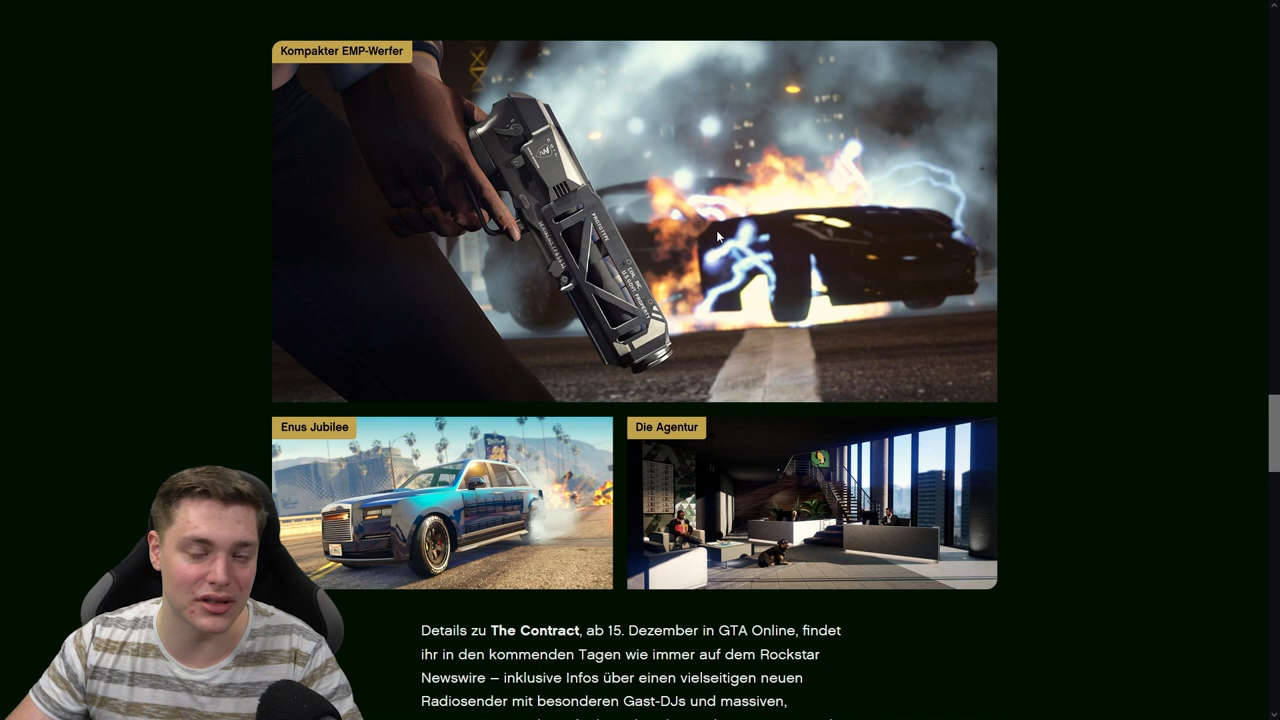 Kompakter EMP-Werfer
PROTOTYPE
Enus Jubilee
Die Agentur
Details zu The Contract, ab 15. Dezember in GTA Online, findet
ihr in den kommenden Tagen wie immer auf dem Rockstar
Newswire – inklusive Infos über einen vielseitigen neuen
Radiosender mit besonderen Gast-DJs und massiven,